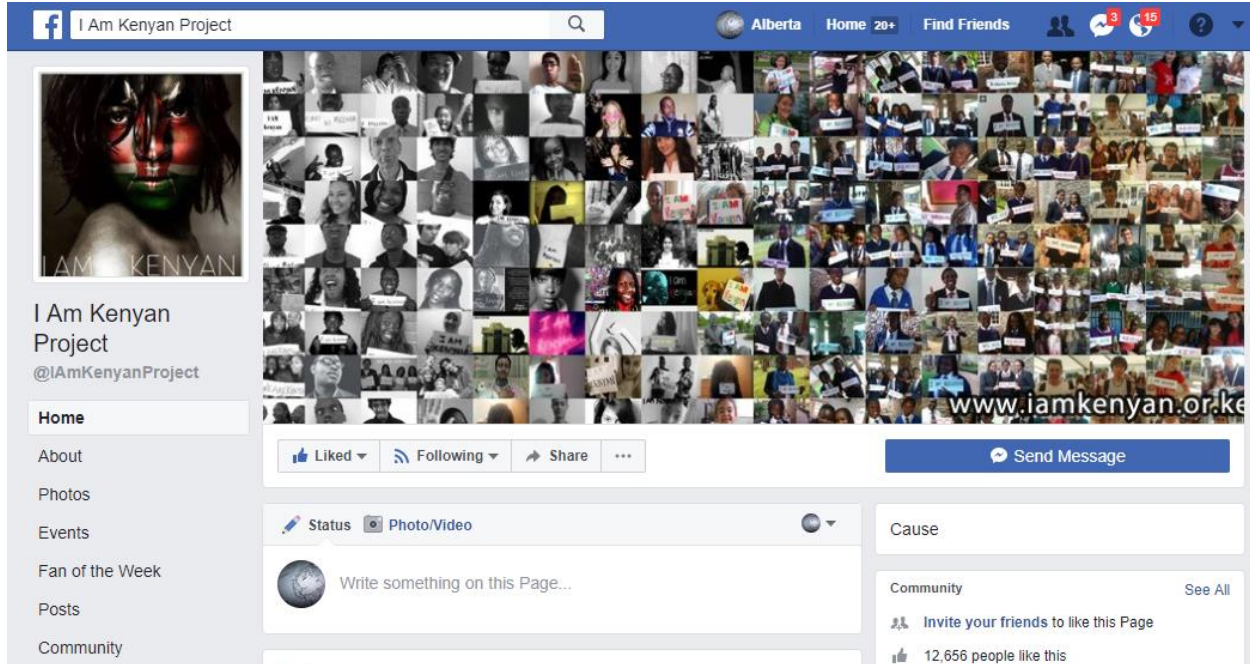 f
I Am Kenyan Project
Alberta
Home 20+
Find Friends
3
15
?
I AM KENYAN
I Am Kenyan
Project
@IAmKenyanProject
www.iamkenyan.or.ke
Home
About
Photos
Events
Fan of the Week
Posts
Community
Liked
Following
Share
...
Send Message
Status
Photo/Video
Write something on this Page...
Cause
Community
See All
Invite your friends to like this Page
12,656 people like this